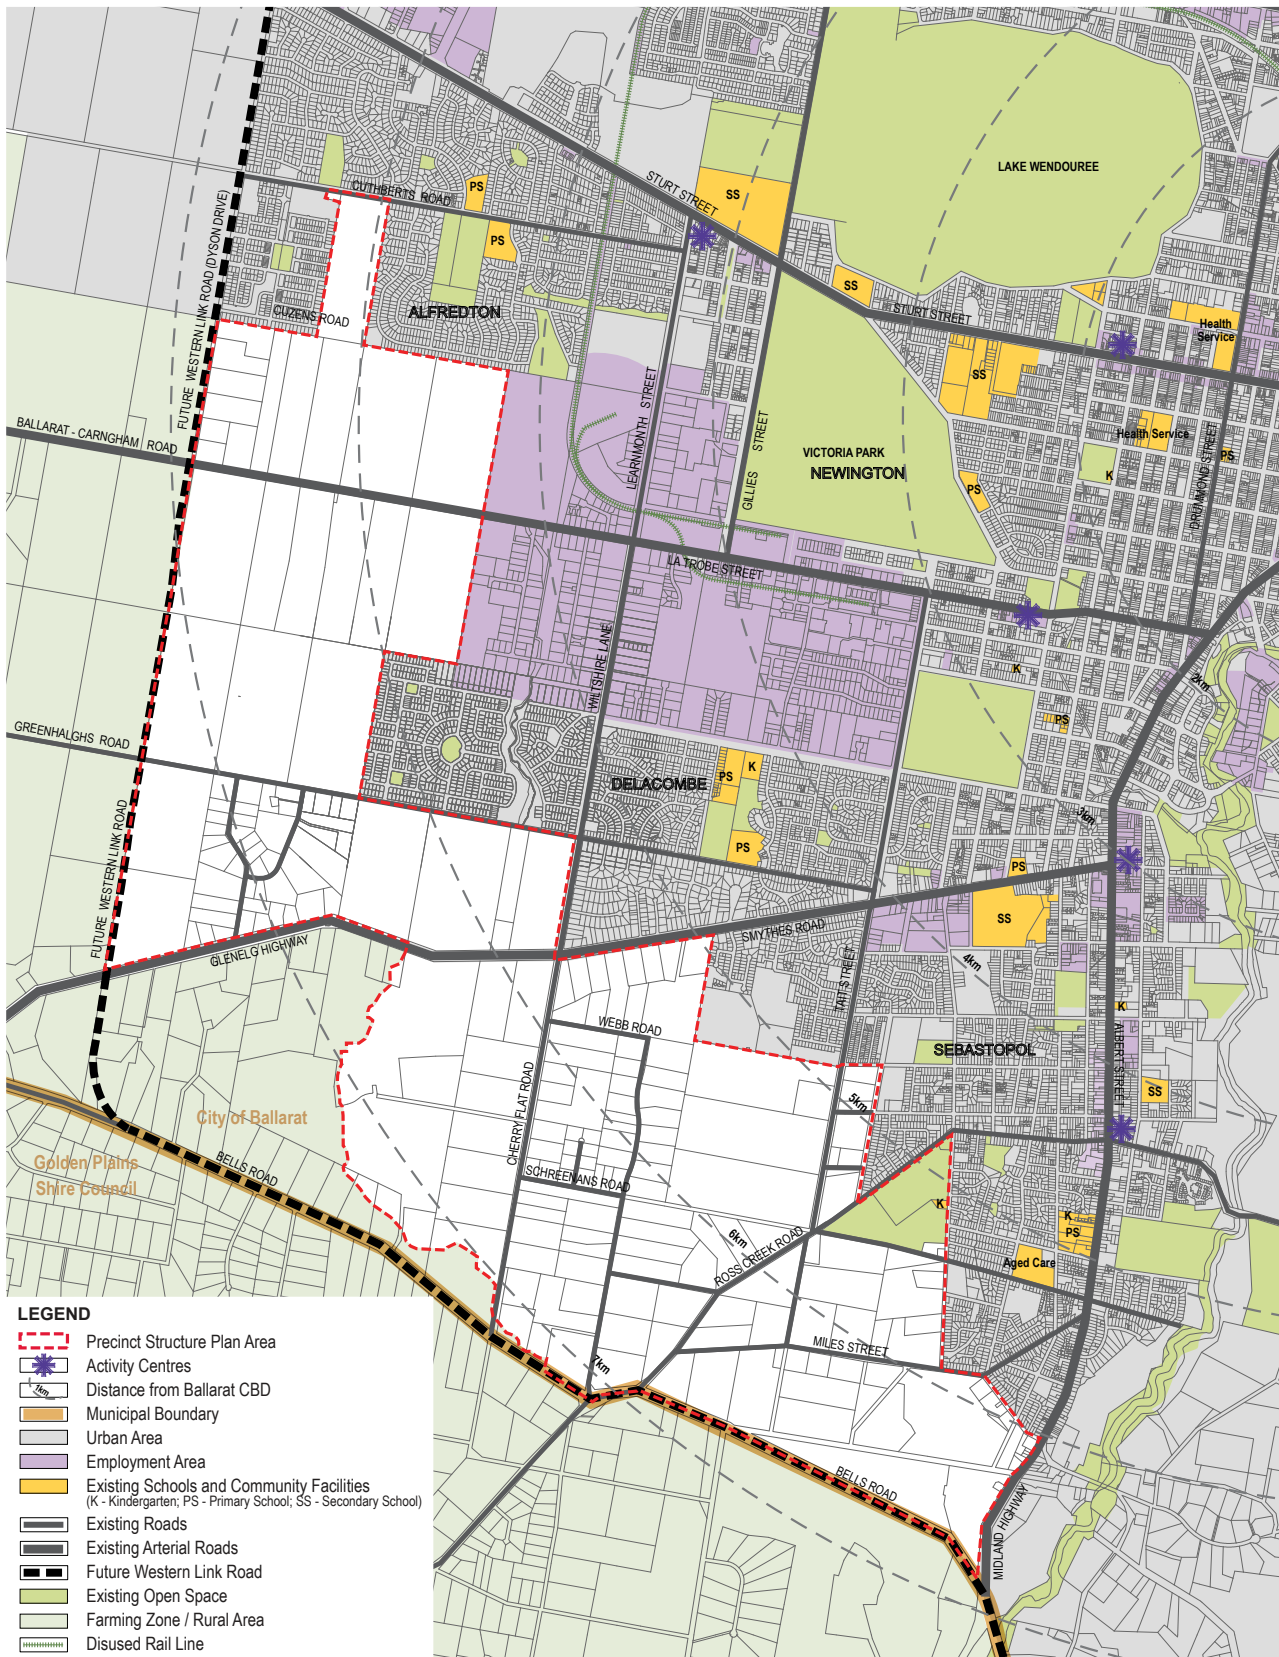 LAKE WENDOUREE
CUTHBERTS ROAD
PS
PS
STURT STREET
SS
SS
STURT STREET
Health
Service
FUTURE WESTERN LINK ROAD (DYSON DRIVE)
CUZENS ROAD
ALFREDTON
SS
LEARNMONTH STREET
BALLARAT - CARNGHAM ROAD
GILLIES STREET
VICTORIA PARK
NEWINGTON
Health Service
PS
K
PS
DRUMMOND STREET
LA TROBE STREET
WILTSHIRE LANE
K
2km
PS
GREENHALGHS ROAD
DELACOMBE
PS
K
3km
PS
PS
FUTURE WESTERN LINK ROAD
SS
GLENELG HIGHWAY
SMYTHES ROAD
TAIT STREET
4km
K
WEBB ROAD
ALBERT STREET
SEBASTOPOL
SS
5km
CHERRY FLAT ROAD
City of Ballarat
Golden Plains
Shire Council
BELLS ROAD
SCHREENANS ROAD
K
K
PS
6km
ROSS CREEK ROAD
Aged Care
MILES STREET
7km
BELLS ROAD
MIDLAND HIGHWAY
LEGEND
Precinct Structure Plan Area
Activity Centres
1km
Distance from Ballarat CBD
Municipal Boundary
Urban Area
Employment Area
Existing Schools and Community Facilities
(K - Kindergarten; PS - Primary School; SS - Secondary School)
Existing Roads
Existing Arterial Roads
Future Western Link Road
Existing Open Space
Farming Zone / Rural Area
Disused Rail Line